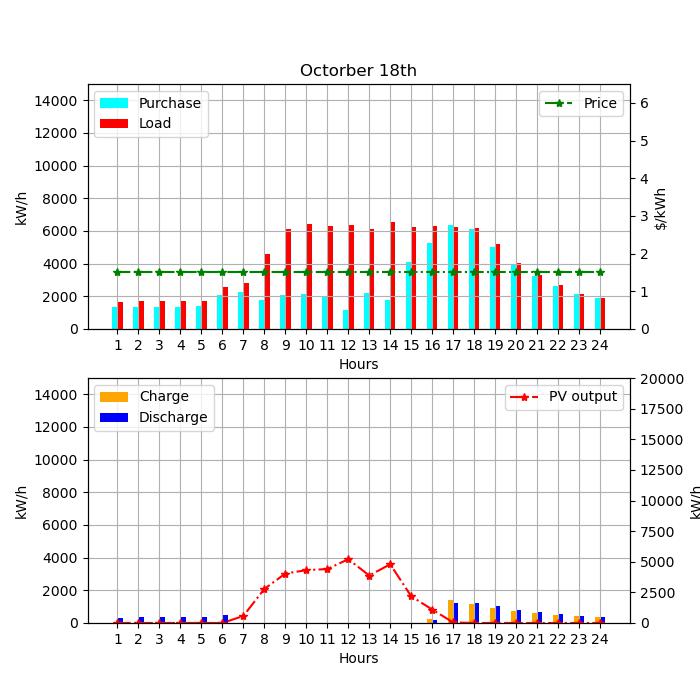 Octorber 18th
14000
12000
10000
8000
6000
4000
2000
0
kW/h
Purchase
Load
Price
6
5
4
3
2
1
0
$/kWh
1 2 3 4 5 6 7 8 9 10 11 12 13 14 15 16 17 18 19 20 21 22 23 24
Hours
14000
12000
10000
8000
6000
4000
2000
0
kW/h
Charge
Discharge
PV output
20000
17500
15000
12500
10000
7500
5000
2500
0
kW/h
1 2 3 4 5 6 7 8 9 10 11 12 13 14 15 16 17 18 19 20 21 22 23 24
Hours